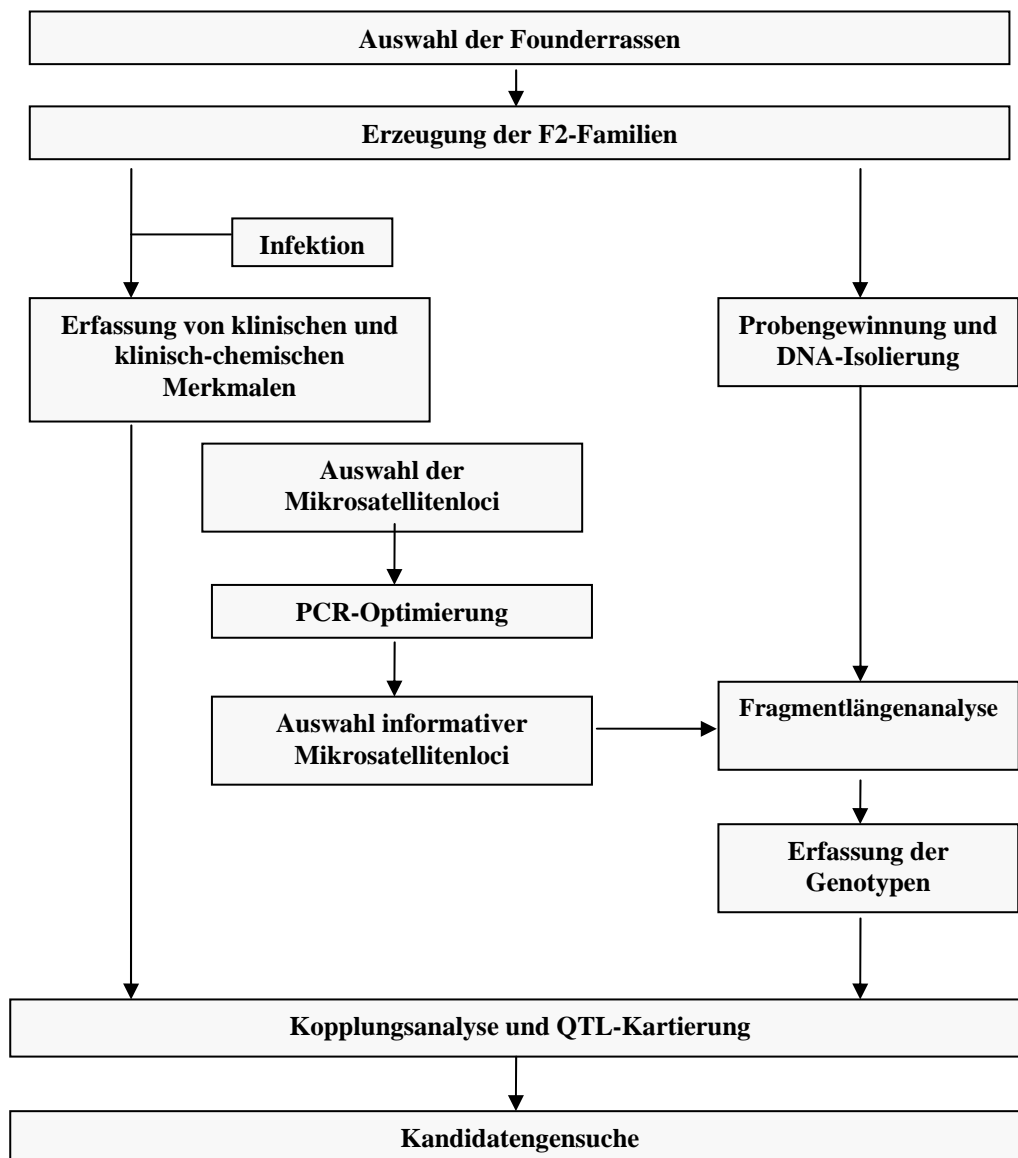 Auswahl der Founderrassen
Erzeugung der F2-Familien
Infektion
Erfassung von klinischen und
klinisch-chemischen
Merkmalen
Probengewinnung und
DNA-Isolierung
Auswahl der
Mikrosatellitenloci
PCR-Optimierung
Auswahl informativer
Mikrosatellitenloci
Fragmentlängenanalyse
Erfassung der
Genotypen
Kopplungsanalyse und QTL-Kartierung
Kandidatengensuche